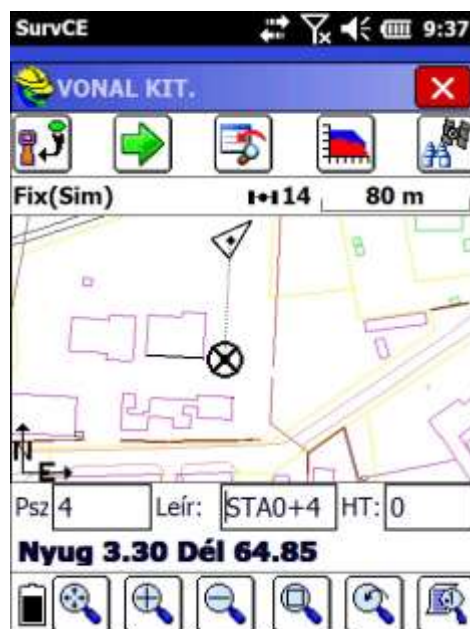 SurvCE 9:37
VONAL KIT.
Fix(Sim) 14 80 m
N
E
Psz 4 Leír: STA0+4 HT: 0
Nyug 3.30 Dél 64.85